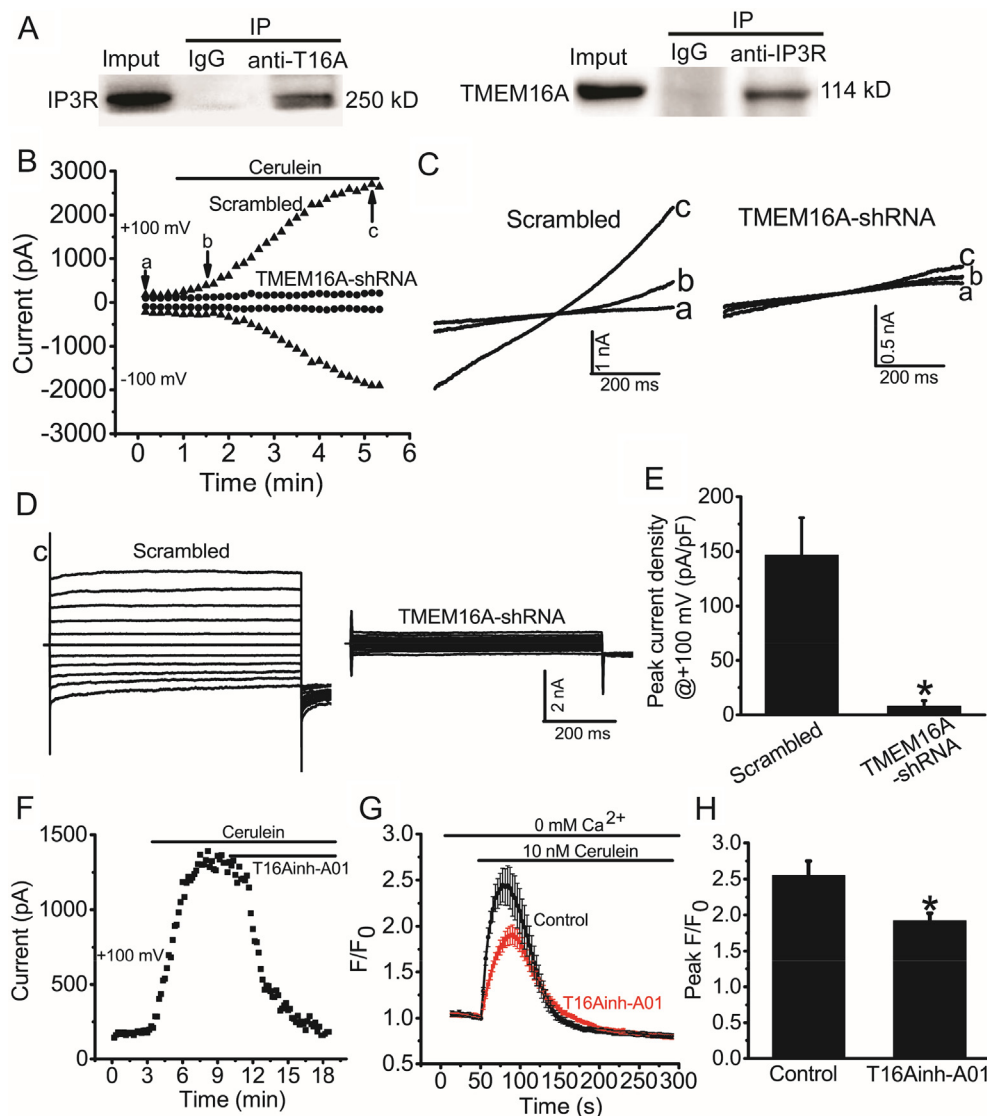 A
IP
Imput IgG anti-T16A
IP3R 250 kD
IP
Imput IgG anti-IP3R
TMEM16A 114 kD
B
3000
2000
1000
0
-1000
-2000
-3000
Current (pA)
Cerulein
Scrambled
+100 mV
a
b
c
TMEM16A-shRNA
-100 mV
0 1 2 3 4 5 6
Time (min)
C
Scrambled
c
b
a
1 nA
200 ms
TMEM16A-shRNA
c
b
a
0.5 nA
200 ms
D
c
Scrambled
TMEM16A-shRNA
2 nA
200 ms
E
200
150
100
50
0
Peak current density
@+100 mV (pA/pF)
*
Scrambled
TMEM16A
-shRNA
F
1500
1250
1000
750
500
250
0
Current (pA)
Cerulein
T16Ainh-A01
+100 mV
0 3 6 9 12 15 18
Time (min)
G
3.0
2.5
2.0
1.5
1.0
0.5
F/F0
0 mM Ca2+
10 nM Cerulein
Control
T16Ainh-A01
0 50 100 150 200 250 300
Time (s)
H
3.0
2.5
2.0
1.5
1.0
0.5
0.0
Peak F/F0
*
Control T16Ainh-A01